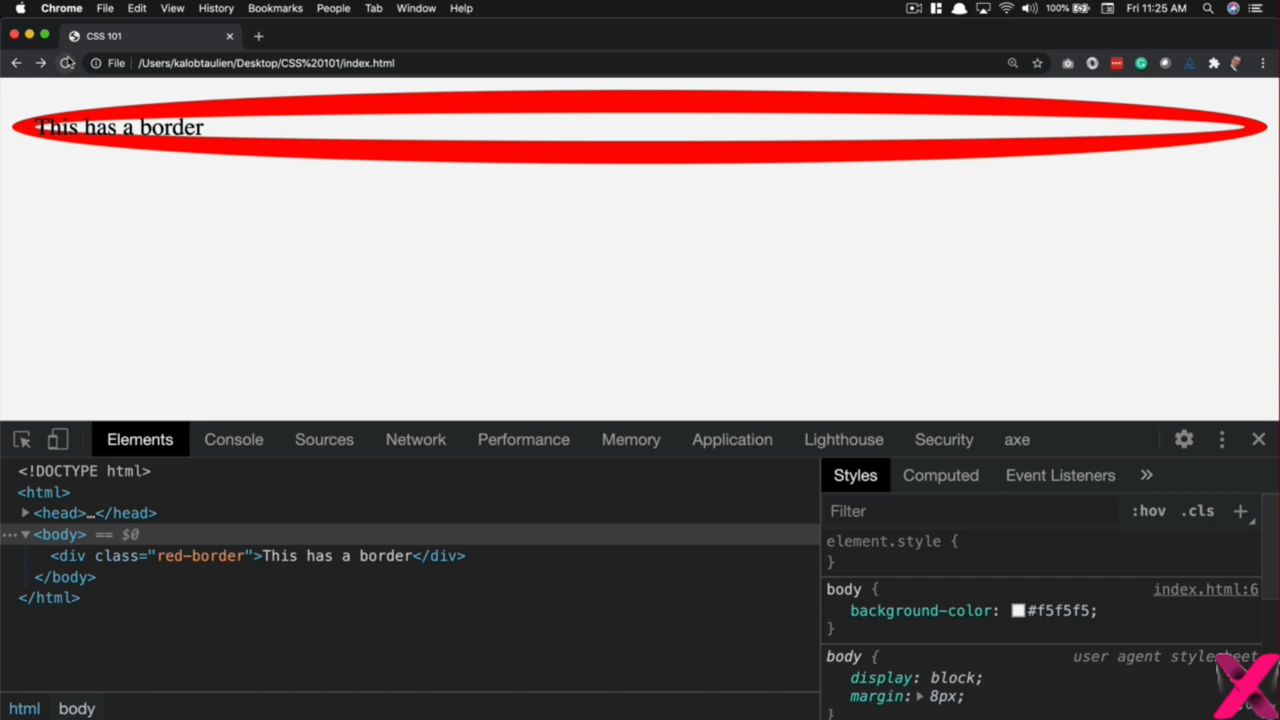 Chrome File Edit View History Bookmarks People Tab Window Help 100% Fri 11:25 AM
CSS 101
File /Users/kalobtaulien/Desktop/CSS%20101/index.html
This has a border
Elements Console Sources Network Performance Memory Application Lighthouse Security axe
<!DOCTYPE html>
<html>
<head>…</head>
<body> == $0
<div class="red-border">This has a border</div>
</body>
</html>
html body
Styles Computed Event Listeners »
Filter :hov .cls +
element.style {
}
body { index.html:6
background-color: #f5f5f5;
}
body { user agent stylesheet
display: block;
margin: 8px;
}